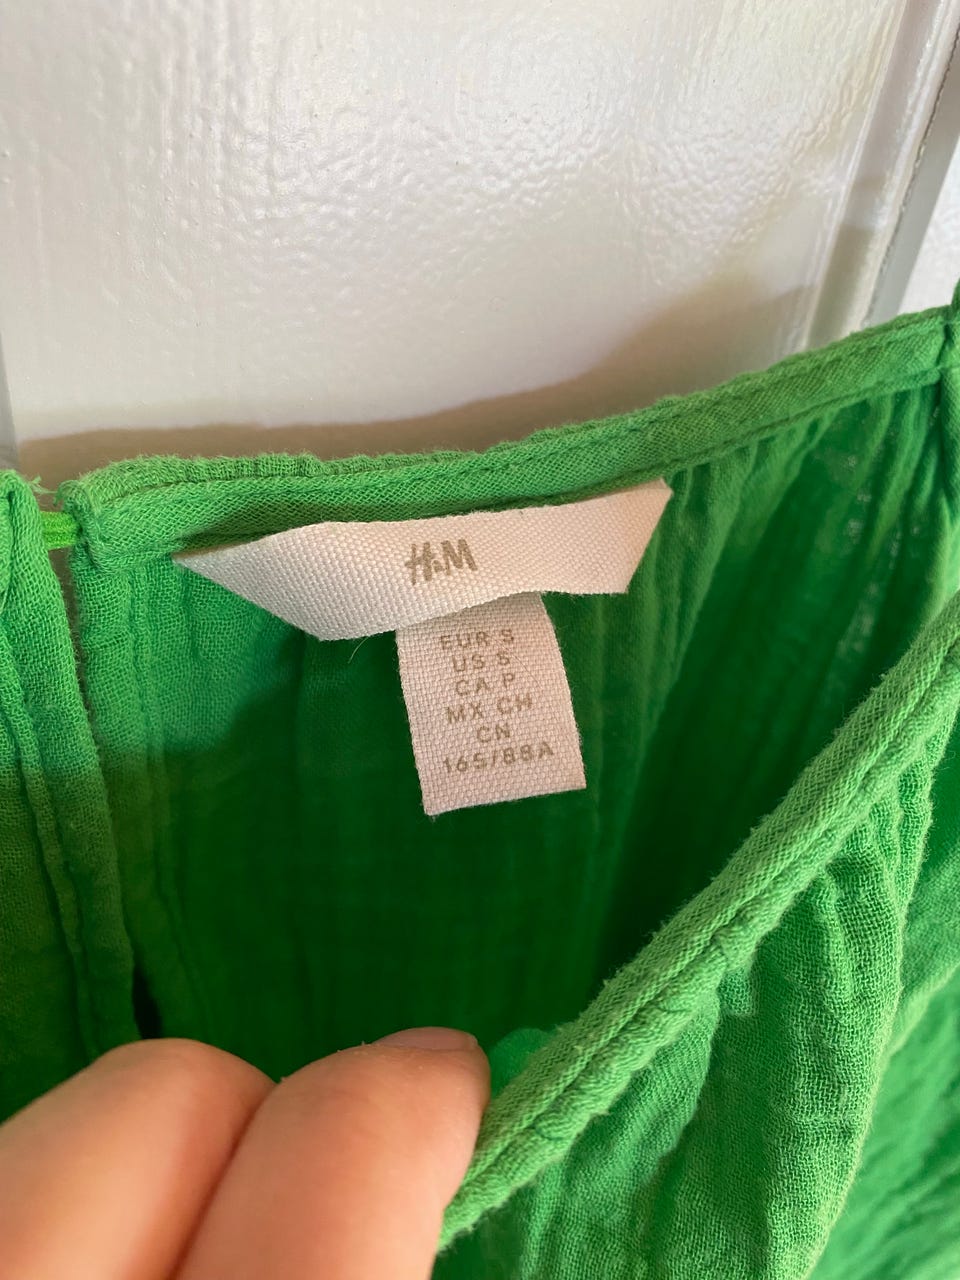 H&M
EUR S
US S
CA P
MX CH
CN
165/88A